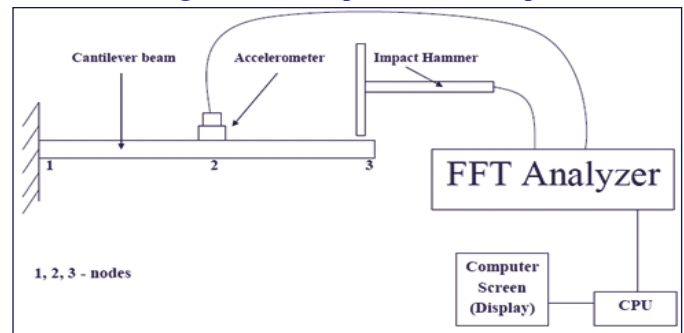 Cantilever beam
Accelerometer
Impact Hammer
1
2
3
FFT Analyzer
1, 2, 3 - nodes
Computer
Screen
(Display)
CPU